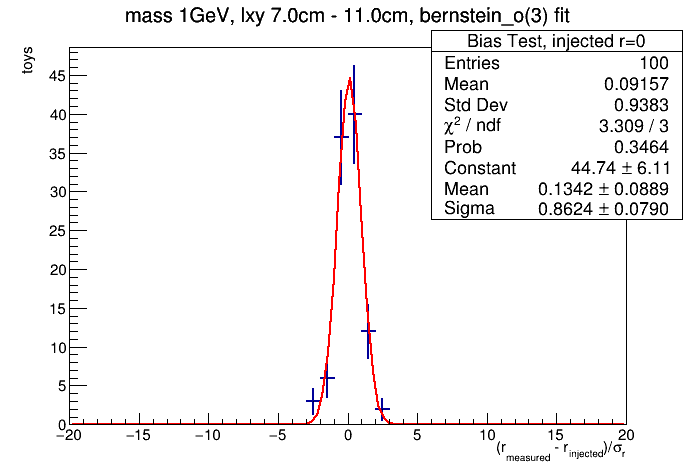 mass 1GeV, lxy 7.0cm - 11.0cm, bernstein_o(3) fit
toys
Bias Test, injected r=0
Entries 100
Mean 0.09157
Std Dev 0.9383
χ² / ndf 3.309 / 3
Prob 0.3464
Constant 44.74 ± 6.11
Mean 0.1342 ± 0.0889
Sigma 0.8624 ± 0.0790
45
40
35
30
25
20
15
10
5
0
−20 −15 −10 −5 0 5 10 15 20
(r_measured - r_injected)/σ_r